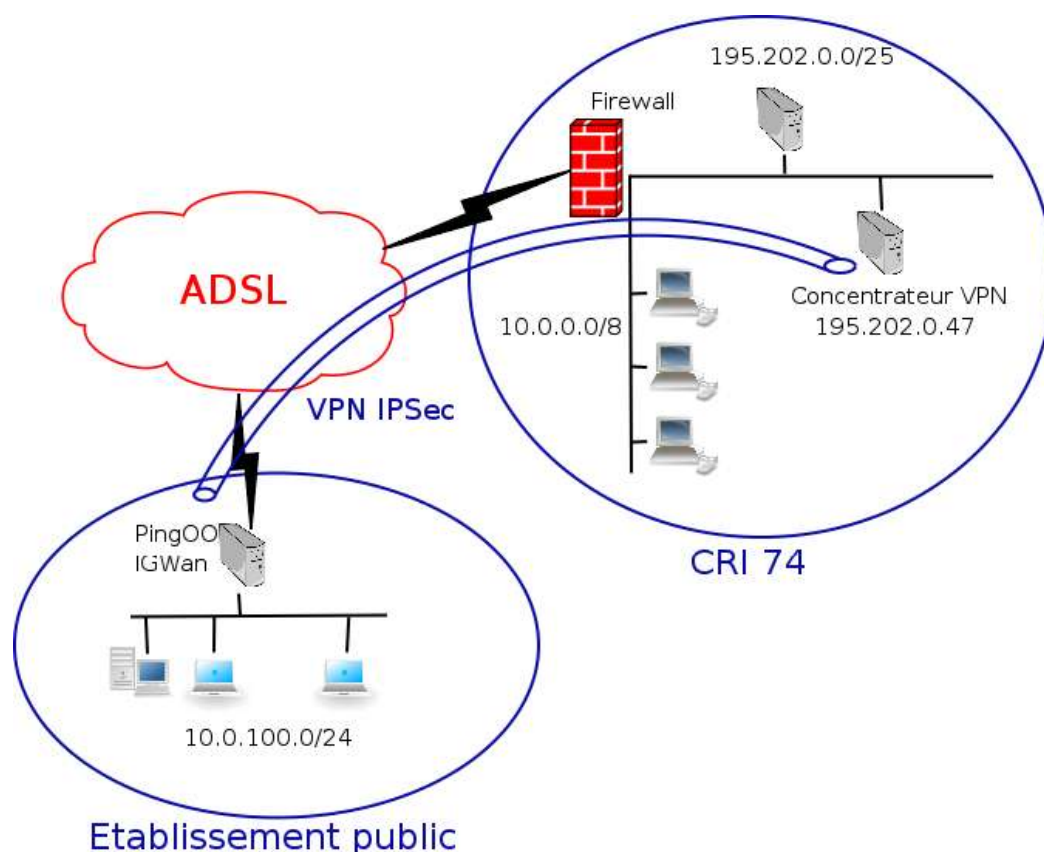 195.202.0.0/25
Firewall
ADSL
10.0.0.0/8
Concentrateur VPN
195.202.0.47
VPN IPSec
PingOO
IGWan
CRI 74
10.0.100.0/24
Etablissement public